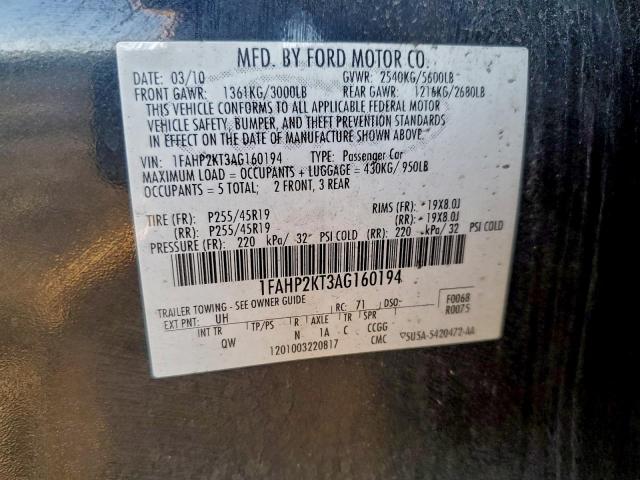 MFD. BY FORD MOTOR CO.
DATE: 03/10 GVWR: 2540KG/5600LB
FRONT GAWR: 1361KG/3000LB REAR GAWR: 1216KG/2680LB
THIS VEHICLE CONFORMS TO ALL APPLICABLE FEDERAL MOTOR
VEHICLE SAFETY, BUMPER, AND THEFT PREVENTION STANDARDS
IN EFFECT ON THE DATE OF MANUFACTURE SHOWN ABOVE.
VIN: 1FAHP2KT3AG160194 TYPE: Passenger Car
MAXIMUM LOAD = OCCUPANTS + LUGGAGE = 430KG/ 950LB
OCCUPANTS = 5 TOTAL; 2 FRONT, 3 REAR
TIRE (FR): P255/45R19 RIMS (FR): 19X8.0J
(RR): P255/45R19 (RR): 19X8.0J
PRESSURE (FR): 220 kPa/ 32 PSI COLD (RR): 220 kPa/ 32 PSI COLD
1FAHP2KT3AG160194
TRAILER TOWING - SEE OWNER GUIDE
EXT PNT: UH RC: 71 DSO: F0068
INT TR TP/PS R AXLE TR SPR R0075
QW N 1A C CCGG
1201003220817 CMC 5U5A-5420472-AA